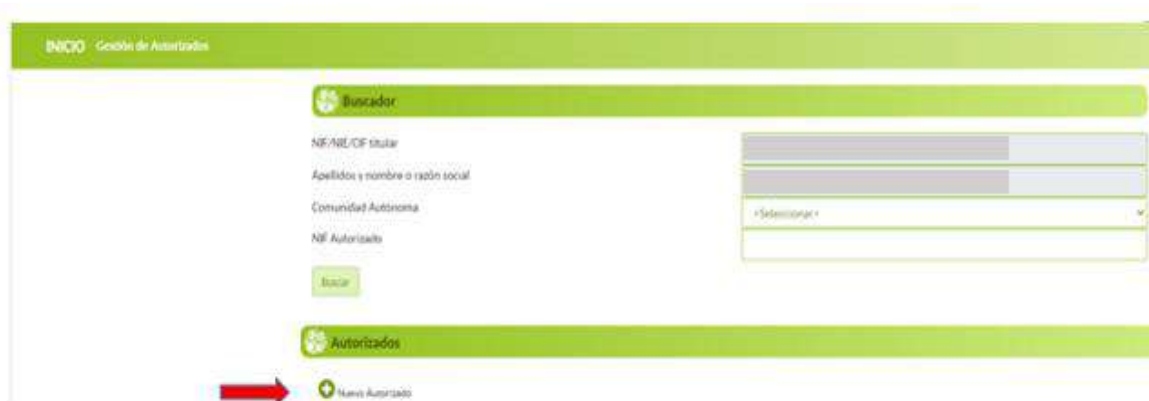 INICIO Gestión de Autorizados
Buscador
NIF/NIE/CIF titular
Apellidos y nombre o razón social
Comunidad Autónoma
<Seleccionar>
NIF Autorizado
Buscar
Autorizados
Nuevo Autorizado